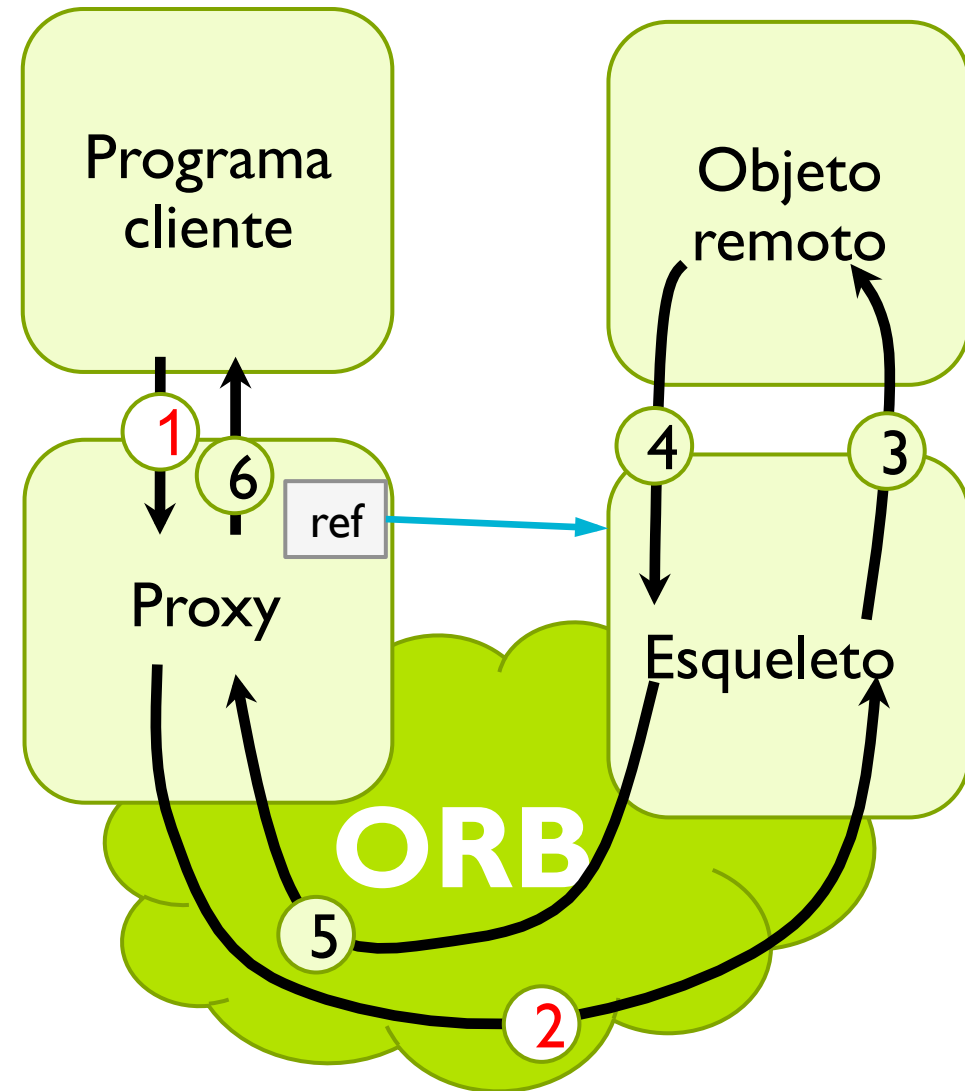 Programa
cliente
Objeto
remoto
1
6
4
3
ref
Proxy
Esqueleto
ORB
5
2